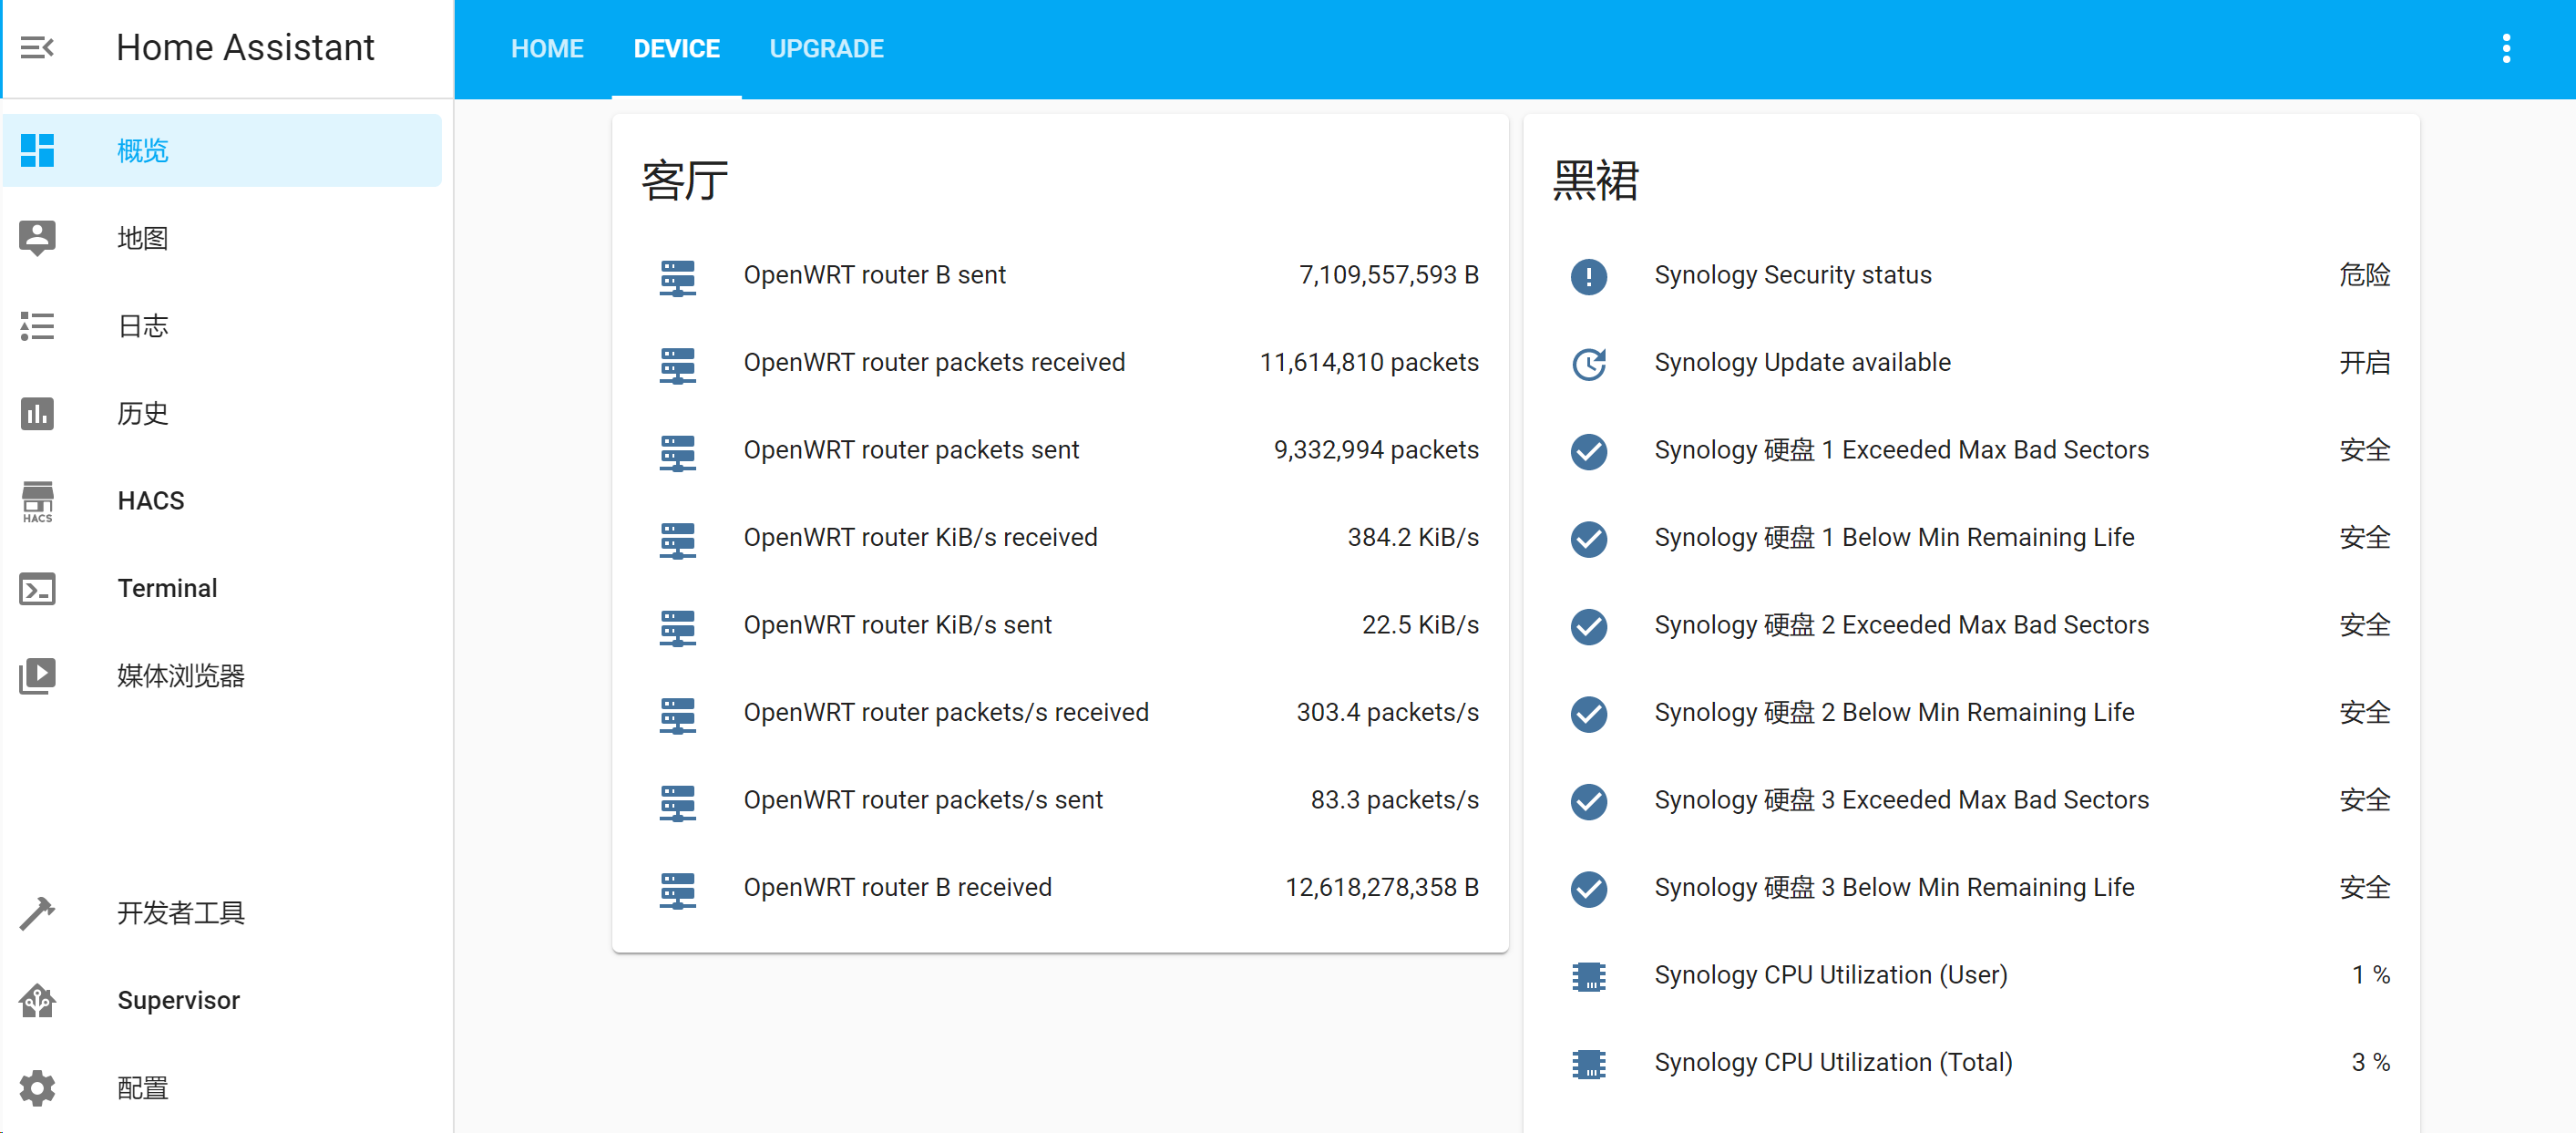 Home Assistant
HOME DEVICE UPGRADE
概览
地图
日志
历史
HACS
HACS
Terminal
媒体浏览器
开发者工具
Supervisor
配置
客厅
OpenWRT router B sent 7,109,557,593 B
OpenWRT router packets received 11,614,810 packets
OpenWRT router packets sent 9,332,994 packets
OpenWRT router KiB/s received 384.2 KiB/s
OpenWRT router KiB/s sent 22.5 KiB/s
OpenWRT router packets/s received 303.4 packets/s
OpenWRT router packets/s sent 83.3 packets/s
OpenWRT router B received 12,618,278,358 B
黑裙
Synology Security status 危险
Synology Update available 开启
Synology 硬盘 1 Exceeded Max Bad Sectors 安全
Synology 硬盘 1 Below Min Remaining Life 安全
Synology 硬盘 2 Exceeded Max Bad Sectors 安全
Synology 硬盘 2 Below Min Remaining Life 安全
Synology 硬盘 3 Exceeded Max Bad Sectors 安全
Synology 硬盘 3 Below Min Remaining Life 安全
Synology CPU Utilization (User) 1 %
Synology CPU Utilization (Total) 3 %